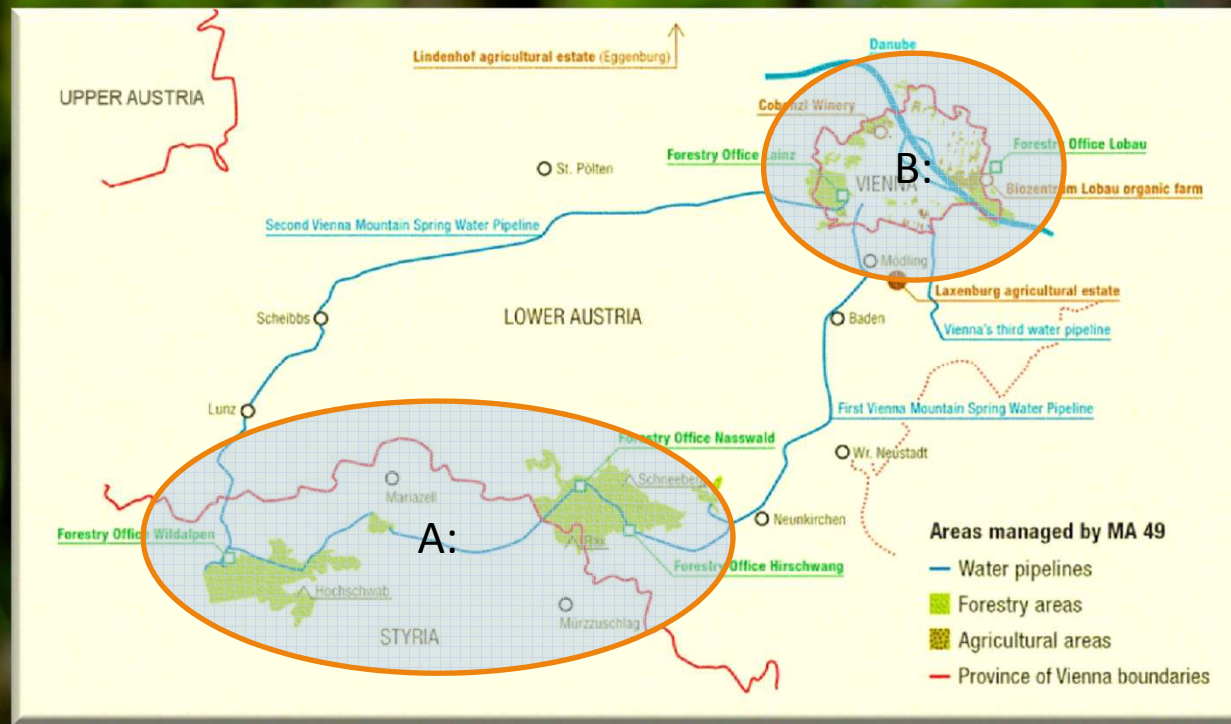 Lindenhof agricultural estate (Eggenburg)
Danube
UPPER AUSTRIA
Cobenzl Winery
Forestry Office Lainz
Forestry Office Lobau
St. Pölten
VIENNA
B:
Biozentrum Lobau organic farm
Second Vienna Mountain Spring Water Pipeline
Mödling
Laxenburg agricultural estate
Scheibbs
LOWER AUSTRIA
Baden
Vienna's third water pipeline
Lunz
First Vienna Mountain Spring Water Pipeline
Forestry Office Nasswald
Wr. Neustadt
Mariazell
Schneeberg
Neunkirchen
Forestry Office Wildalpen
A:
Rax
Forestry Office Hirschwang
Hochschwab
Mürzzuschlag
STYRIA
Areas managed by MA 49
Water pipelines
Forestry areas
Agricultural areas
Province of Vienna boundaries